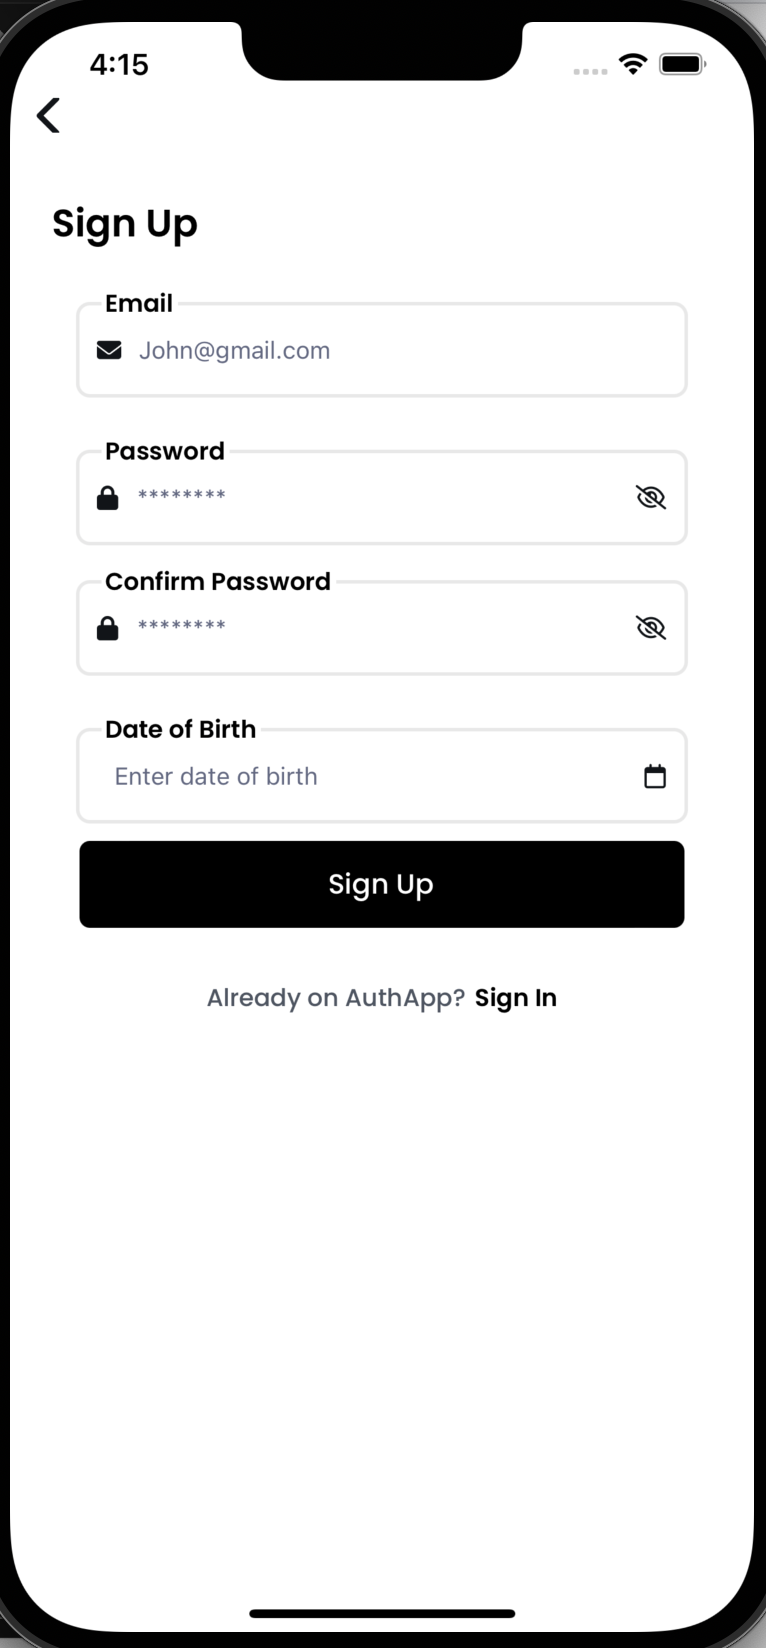 4:15
Sign Up
Email
John@gmail.com
Password
********
Confirm Password
********
Date of Birth
Enter date of birth
Sign Up
Already on AuthApp? Sign In